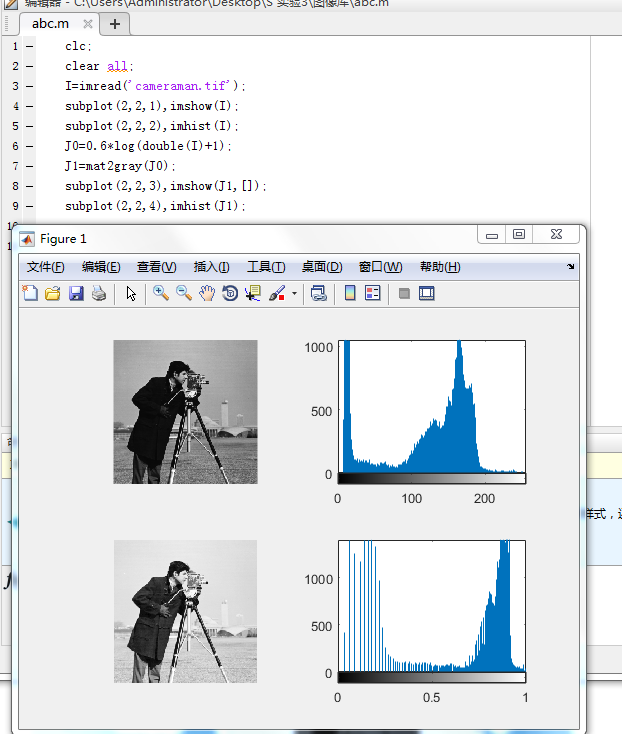 编辑器 - C:\Users\Administrator\Desktop\S 实验3\图像库\abc.m
abc.m
1 clc;
2 clear all;
3 I=imread('cameraman.tif');
4 subplot(2,2,1),imshow(I);
5 subplot(2,2,2),imhist(I);
6 J0=0.6*log(double(I)+1);
7 J1=mat2gray(J0);
8 subplot(2,2,3),imshow(J1,[]);
9 subplot(2,2,4),imhist(J1);
Figure 1
文件(F) 编辑(E) 查看(V) 插入(I) 工具(T) 桌面(D) 窗口(W) 帮助(H)
1000
500
0
0 100 200
样式，
1000
500
0
0 0.5 1